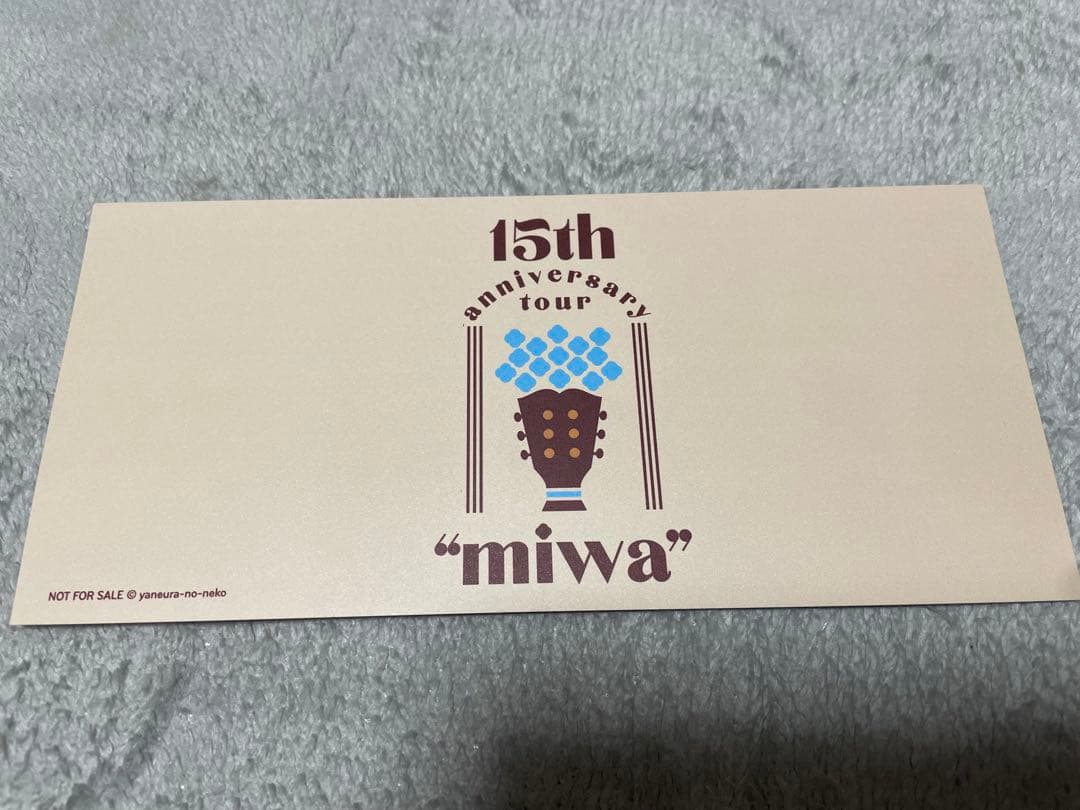 15th
anniversary
tour
“miwa”
NOT FOR SALE © yaneura-no-neko